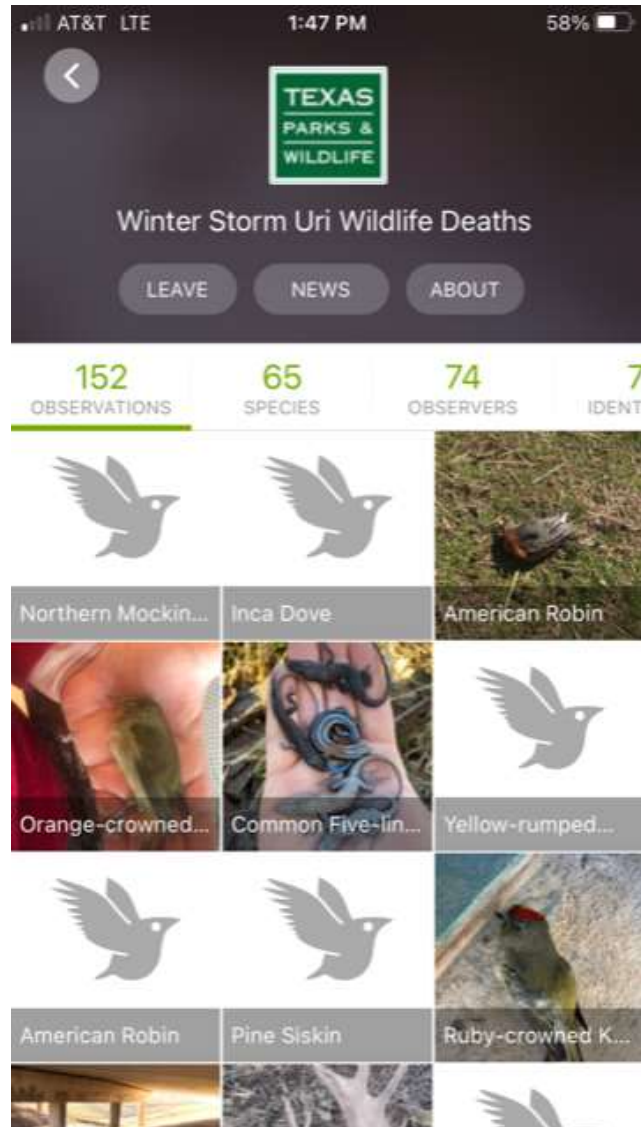 AT&T LTE 1:47 PM 58%
TEXAS
PARKS &
WILDLIFE
Winter Storm Uri Wildlife Deaths
LEAVE NEWS ABOUT
152 65 74 7
OBSERVATIONS SPECIES OBSERVERS IDENT
Northern Mockin... Inca Dove American Robin
Orange-crowned... Common Five-lin... Yellow-rumped...
American Robin Pine Siskin Ruby-crowned K...